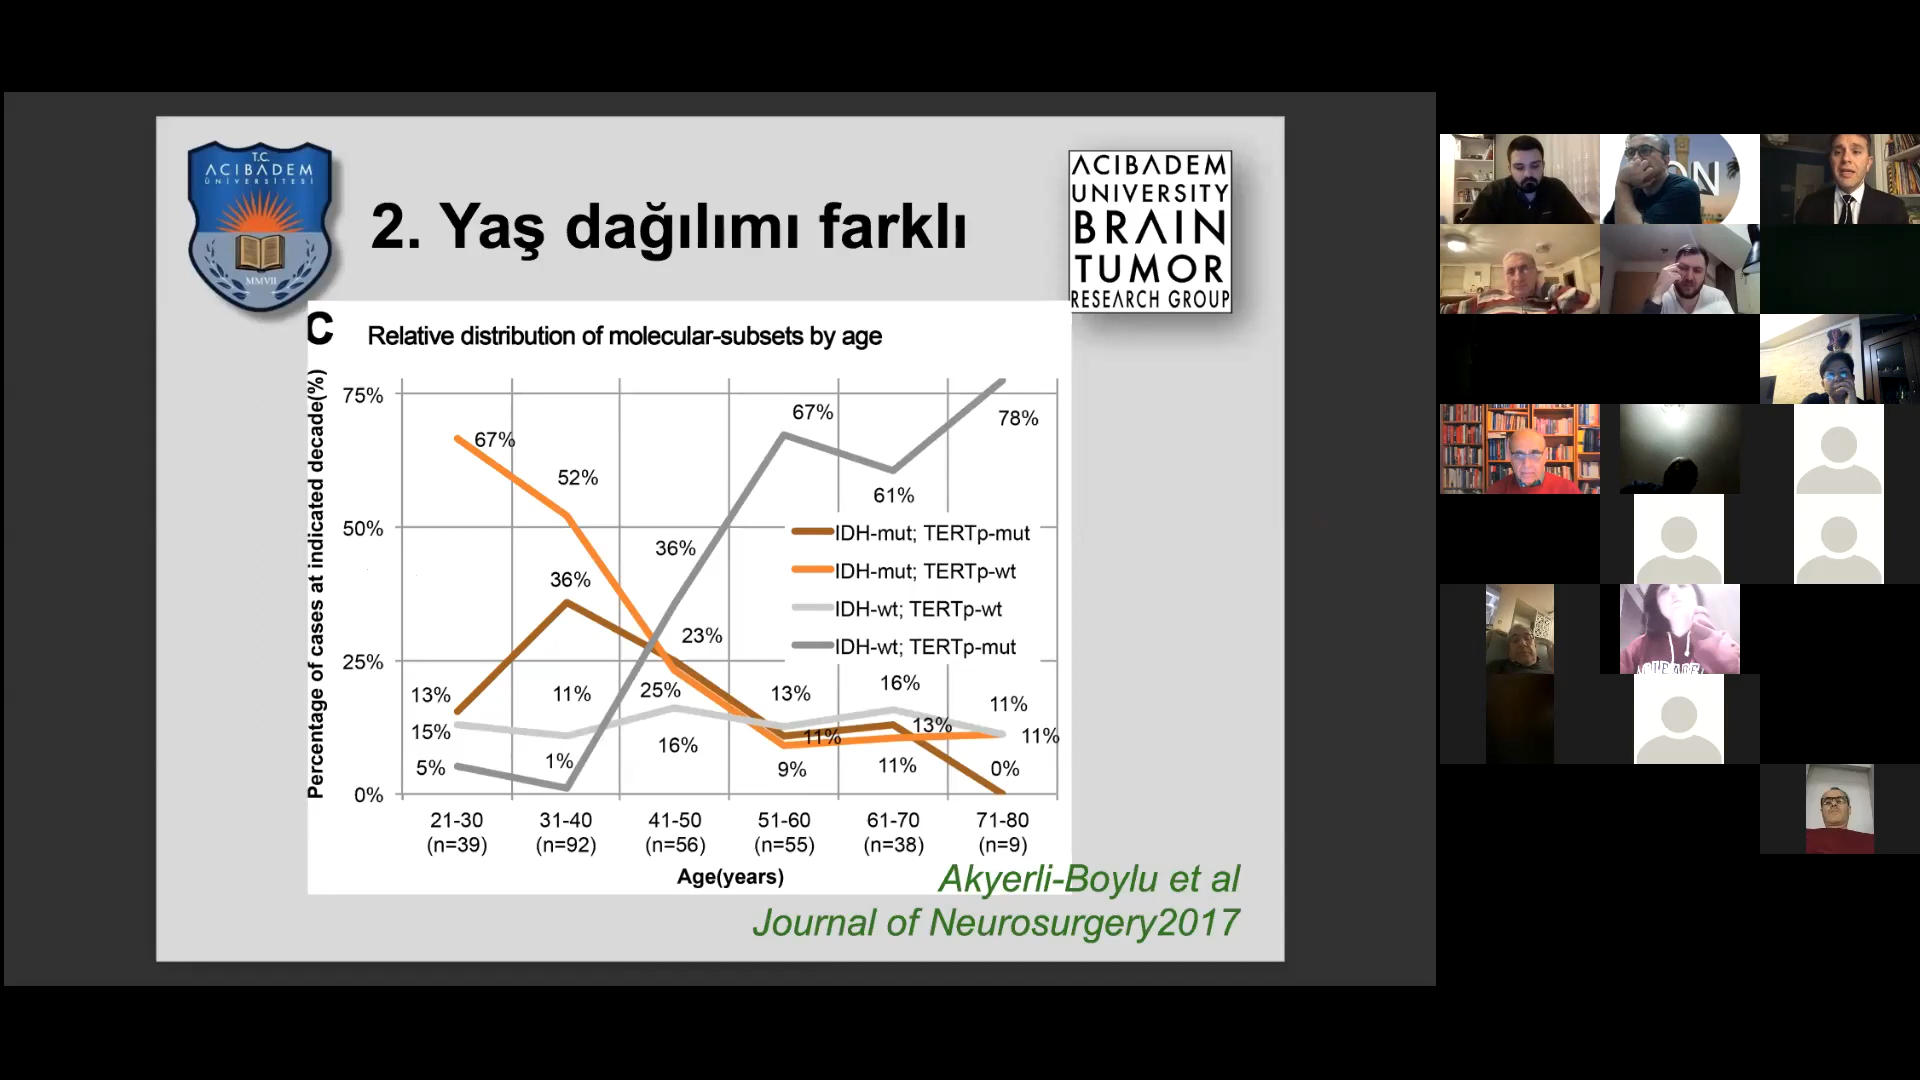 T.C.
ACIBADEM
ÜNİVERSİTESİ
MMVII
2. Yaş dağılımı farklı
ACIBADEM
UNIVERSITY
BRAIN
TUMOR
RESEARCH GROUP
C
Relative distribution of molecular-subsets by age
Percentage of cases at indicated decade(%)
75%
50%
25%
0%
67%
52%
36%
13%
15%
5%
11%
1%
36%
23%
25%
16%
67%
13%
11%
9%
61%
16%
13%
11%
78%
11%
11%
0%
IDH-mut; TERTp-mut
IDH-mut; TERTp-wt
IDH-wt; TERTp-wt
IDH-wt; TERTp-mut
21-30 31-40 41-50 51-60 61-70 71-80
(n=39) (n=92) (n=56) (n=55) (n=38) (n=9)
Age(years)
Akyerli-Boylu et al
Journal of Neurosurgery2017